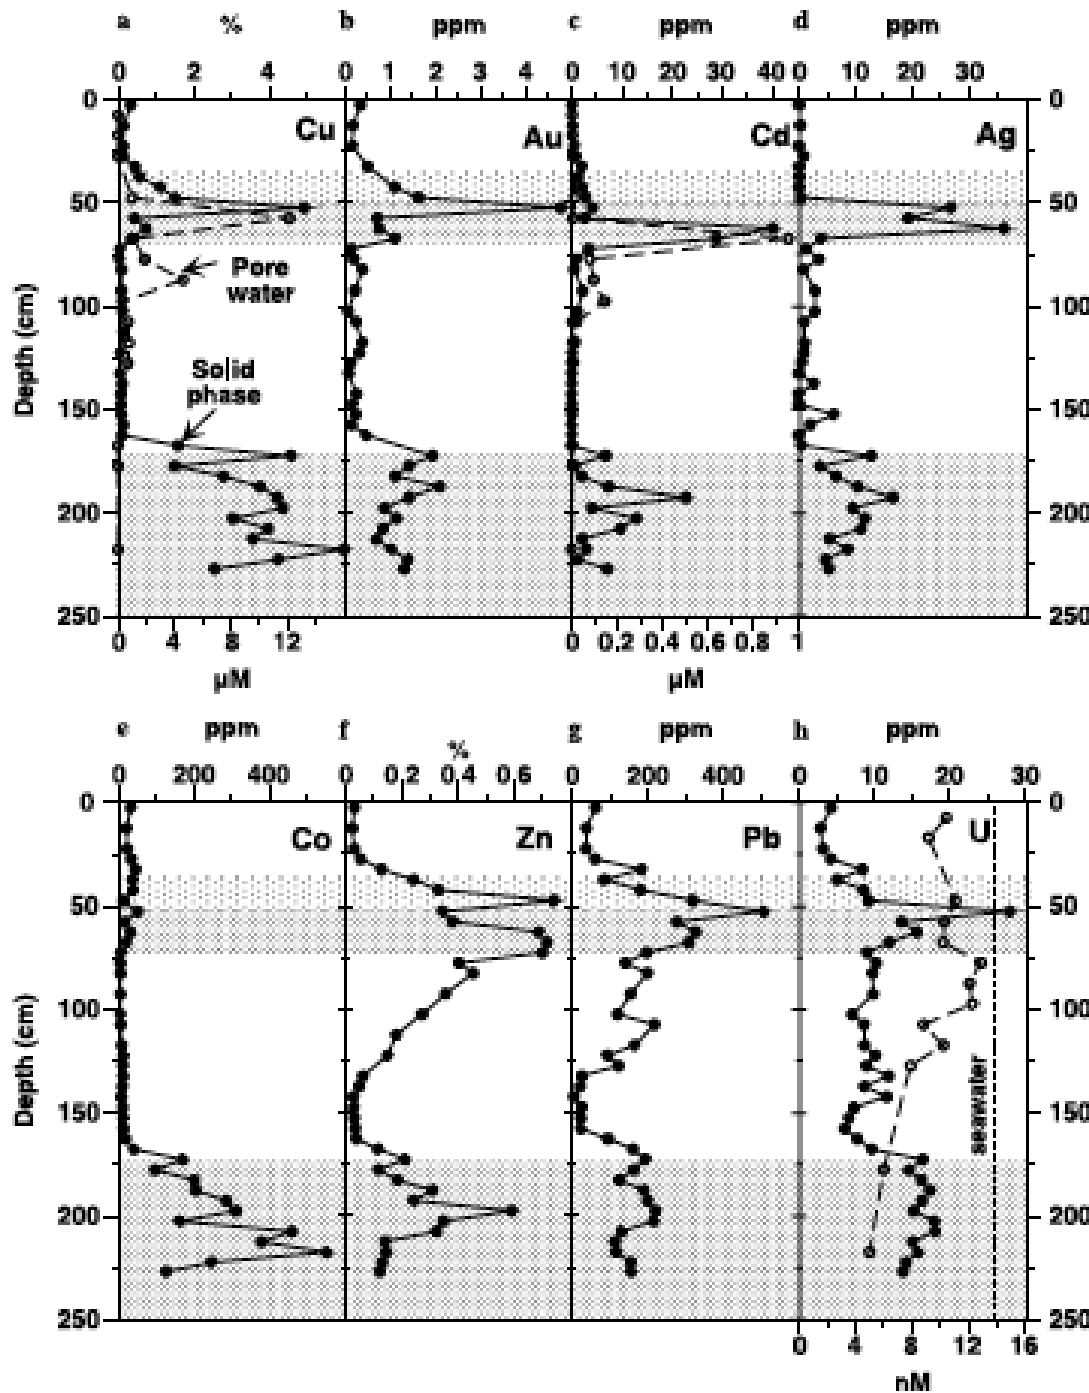 a % b ppm c ppm d ppm
0 2 4 0 1 2 3 4 0 10 20 30 40 0 10 20 30
0 Cu Au Cd Ag 0
50 50
Pore
water
100 100
Depth (cm)
Solid
phase
150 150
200 200
250 250
0 4 8 12 0 0.2 0.4 0.6 0.8 1
µM µM
e ppm f % g ppm h ppm
0 200 400 0 0.2 0.4 0.6 0 200 400 0 10 20 30
0 Co Zn Pb U 0
50 50
100 100
Depth (cm)
seawater
150 150
200 200
250 250
0 4 8 12 16
nM